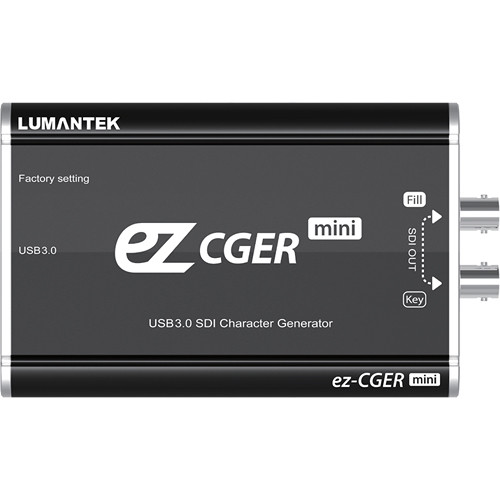 LUMANTEK
Factory setting
Fill
ez CGER mini
SDI OUT
USB3.0
Key
USB3.0 SDI Character Generator
ez-CGER mini